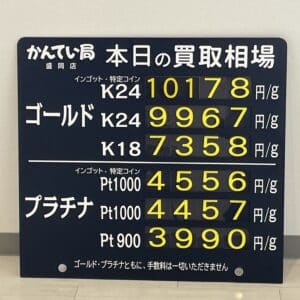 かんてい局 本日の買取相場
盛岡店
インゴット・特定コイン
K24 10178 円/g
ゴールド K24 9967 円/g
K18 7358 円/g
インゴット・特定コイン
Pt1000 4556 円/g
プラチナ Pt1000 4457 円/g
Pt900 3990 円/g
ゴールド・プラチナともに、手数料は一切いただきません